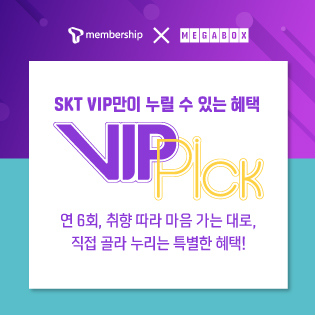 T membership × MEGABOX
SKT VIP만이 누릴 수 있는 혜택
VIP PICK
연 6회, 취향 따라 마음 가는 대로,
직접 골라 누리는 특별한 혜택!